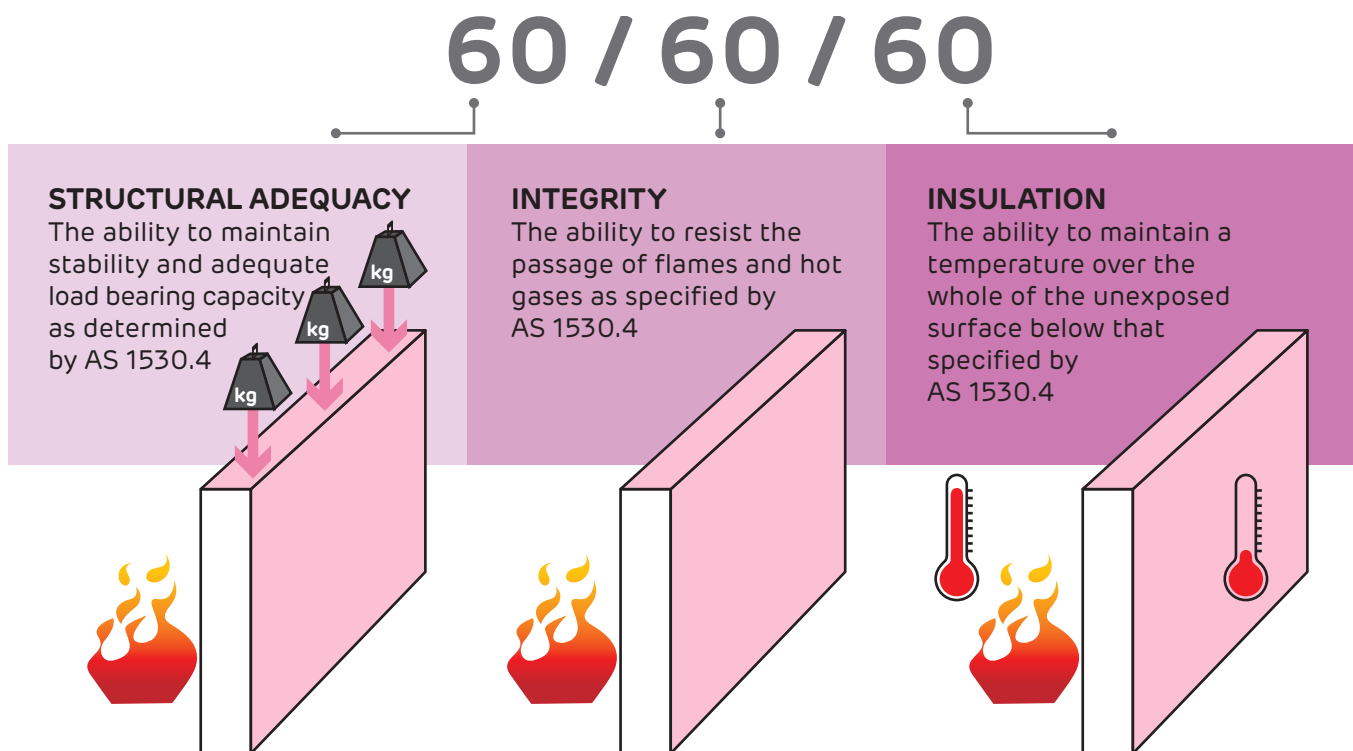 60 / 60 / 60
STRUCTURAL ADEQUACY
The ability to maintain
stability and adequate
load bearing capacity
as determined
by AS 1530.4
kg
kg
kg
INTEGRITY
The ability to resist the
passage of flames and hot
gases as specified by
AS 1530.4
INSULATION
The ability to maintain a
temperature over the
whole of the unexposed
surface below that
specified by
AS 1530.4